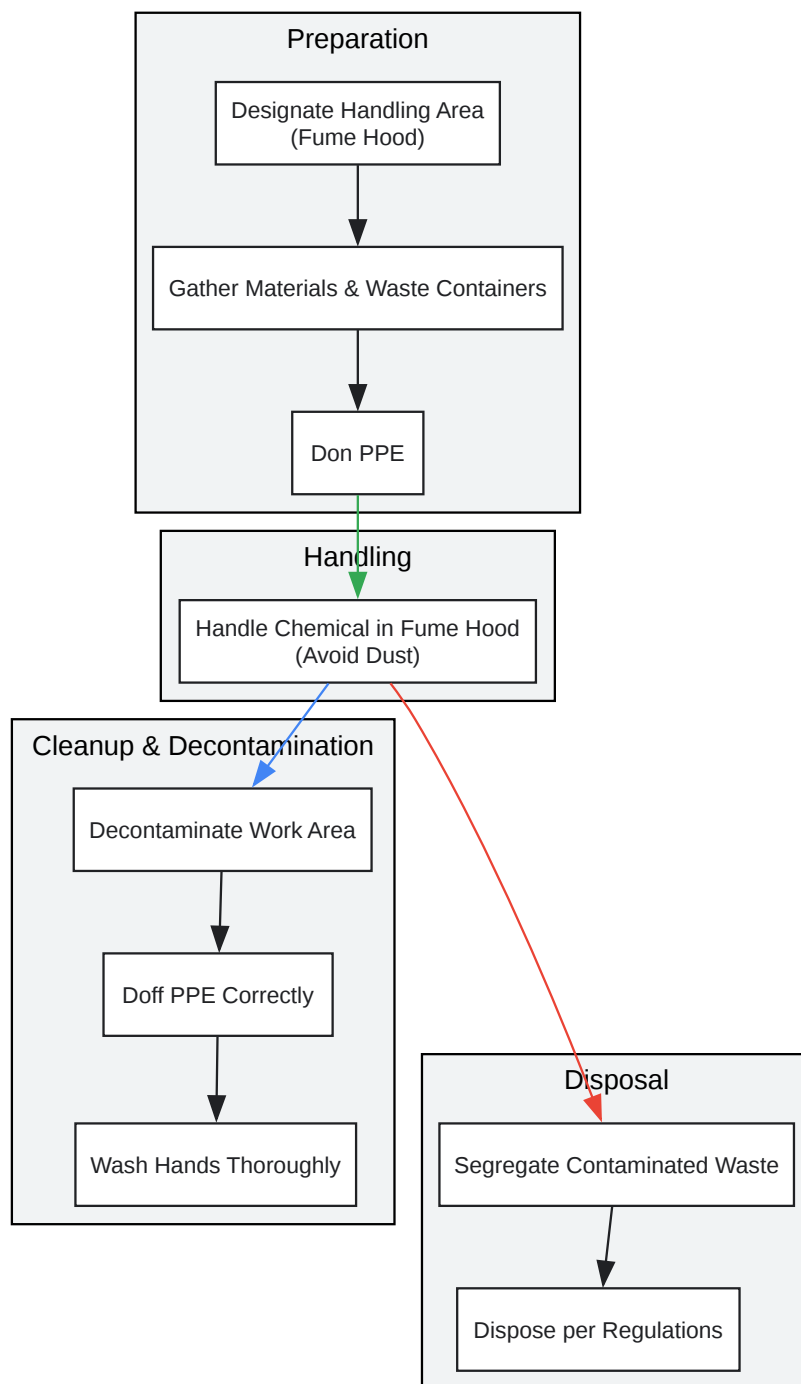 Preparation
Designate Handling Area
(Fume Hood)
Gather Materials & Waste Containers
Don PPE
Handling
Handle Chemical in Fume Hood
(Avoid Dust)
Cleanup & Decontamination
Decontaminate Work Area
Doff PPE Correctly
Wash Hands Thoroughly
Disposal
Segregate Contaminated Waste
Dispose per Regulations